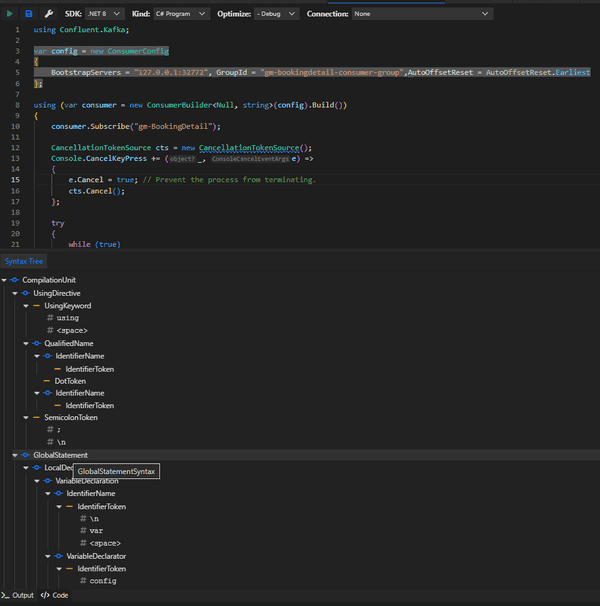 SDK: .NET 8 Kind: C# Program Optimize: - Debug Connection: None
1 using Confluent.Kafka;
2
3 var config = new ConsumerConfig
4 {
5 BootstrapServers = "127.0.0.1:32772", GroupId = "gm-bookingdetail-consumer-group",AutoOffsetReset = AutoOffsetReset.Earliest
6 };
7
8 using (var consumer = new ConsumerBuilder<Null, string>(config).Build())
9 {
10 consumer.Subscribe("gm-BookingDetail");
11
12 CancellationTokenSource cts = new CancellationTokenSource();
13 Console.CancelKeyPress += (object? _, ConsoleCancelEventArgs e) =>
14 {
15 e.Cancel = true; // Prevent the process from terminating.
16 cts.Cancel();
17 };
18
19 try
20 {
21 while (true)
Syntax Tree
CompilationUnit
UsingDirective
UsingKeyword
# using
# <space>
QualifiedName
IdentifierName
IdentifierToken
DotToken
IdentifierName
IdentifierToken
SemicolonToken
# ;
# \n
GlobalStatement
LocalDec
GlobalStatementSyntax
VariableDeclaration
IdentifierName
IdentifierToken
# \n
# var
# <space>
VariableDeclarator
IdentifierToken
# config
>_ Output </> Code